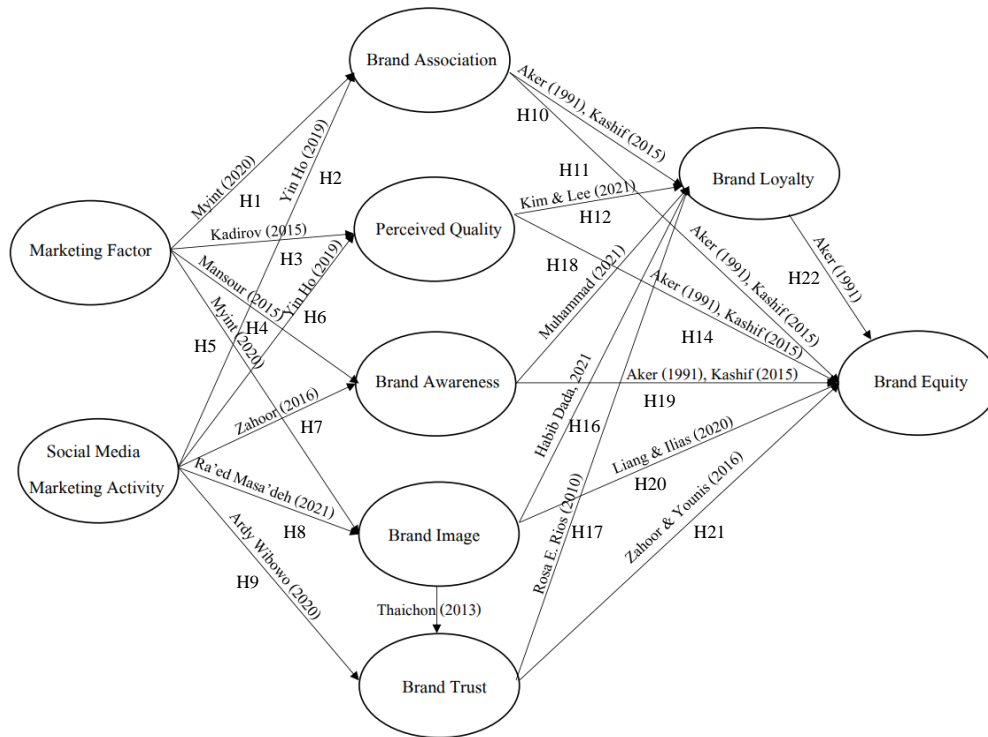 Brand Association
Aker (1991), Kashif (2015)
H10
Yin Ho (2019)
H2
Myint (2020)
H1
H11
Brand Loyalty
Kim & Lee (2021)
H12
Perceived Quality
Marketing Factor
Kadirov (2015)
H3
Yin Ho (2019)
Mansour (2015)
H18
Aker (1991), Kashif (2015)
Aker (1991)
H22
Muhammad (2021)
Aker (1991), Kashif (2015)
H4
H6
H5
Myint (2020)
H14
Brand Awareness
Aker (1991), Kashif (2015)
H19
Brand Equity
Zahoor (2016)
H7
Habib Dada, 2021
H16
Social Media
Marketing Activity
Liang & Ilias (2020)
H20
Ra’ed Masa’deh (2021)
H8
Brand Image
Rosa E. Rios (2010)
H17
Zahoor & Younis (2016)
H21
Ardy Wibowo (2020)
H9
Thaichon (2013)
Brand Trust